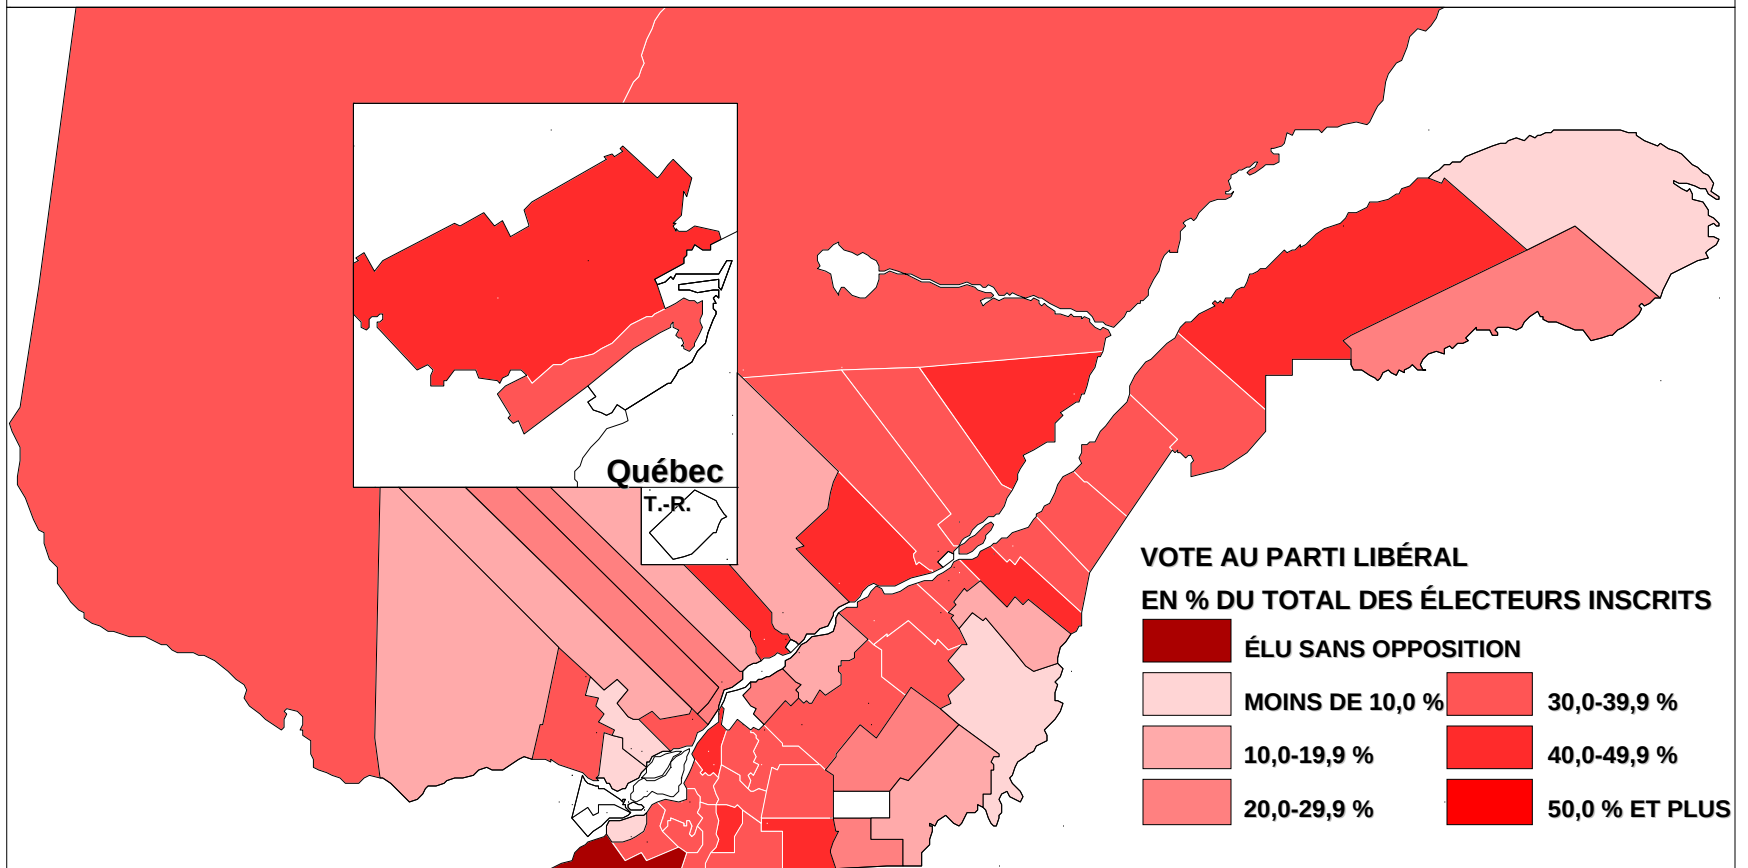 Québec
T.-R.
VOTE AU PARTI LIBÉRAL
EN % DU TOTAL DES ÉLECTEURS INSCRITS
ÉLU SANS OPPOSITION
MOINS DE 10,0 %
30,0-39,9 %
10,0-19,9 %
40,0-49,9 %
20,0-29,9 %
50,0 % ET PLUS